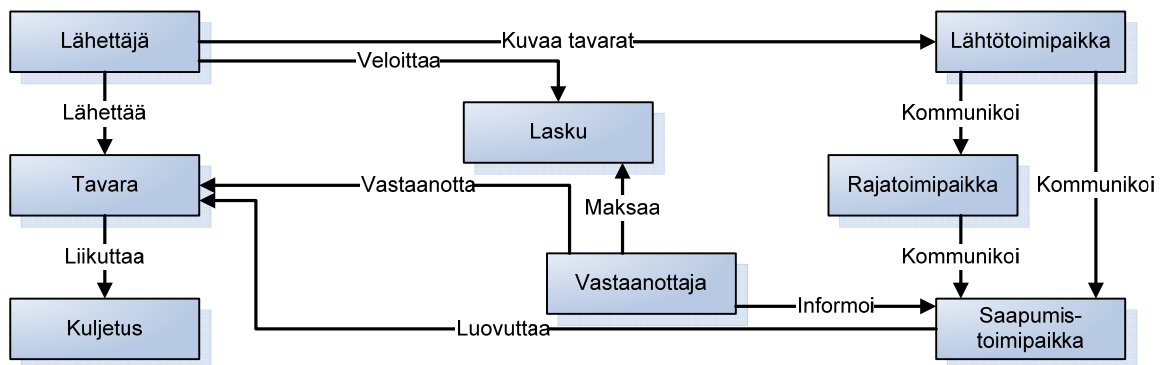 Lähettäjä
Kuvaa tavarat
Lähtötoimipaikka
Veloittaa
Lähettää
Lasku
Kommunikoi
Tavara
Vastaanotta
Maksaa
Rajatoimipaikka
Kommunikoi
Liikuttaa
Vastaanottaja
Kommunikoi
Kuljetus
Luovuttaa
Informoi
Saapumis-
toimipaikka